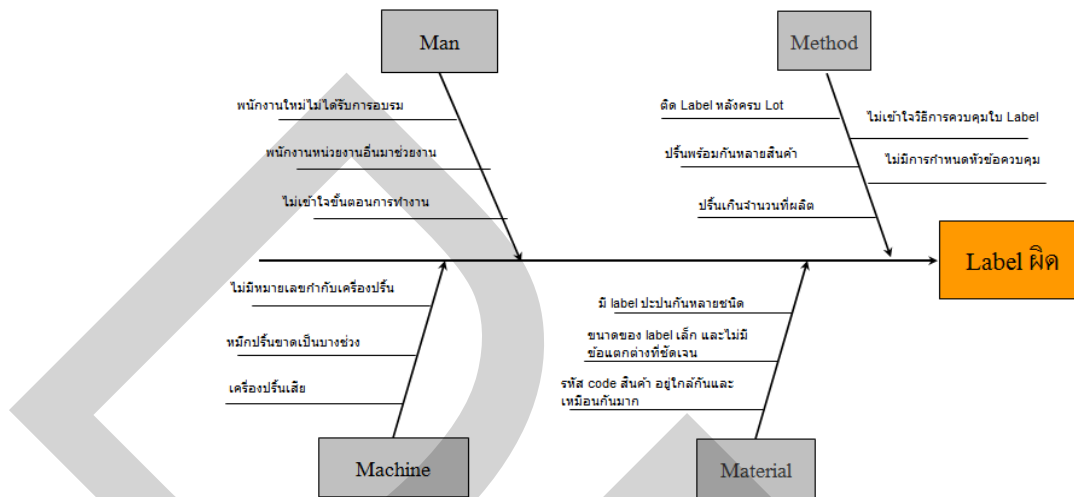 Man
Method
พนักงานใหม่ไม่ได้รับการอบรม
พนักงานหน่วยงานอื่นมาช่วยงาน
ไม่เข้าใจขั้นตอนการทำงาน
ติด Label หลังครบ Lot
ปริ้นพร้อมกันหลายสินค้า
ปริ้นเกินจำนวนที่ผลิต
ไม่เข้าใจวิธีการควบคุมใบ Label
ไม่มีการกำหนดหัวข้อควบคุม
Label ผิด
ไม่มีหมายเลขกำกับเครื่องปริ้น
หมึกปริ้นขาดเป็นบางช่วง
เครื่องปริ้นเสีย
มี label ปะปนกันหลายชนิด
ขนาดของ label เล็ก และไม่มี
ข้อแตกต่างที่ชัดเจน
รหัส code สินค้า อยู่ใกล้กันและ
เหมือนกันมาก
Machine
Material